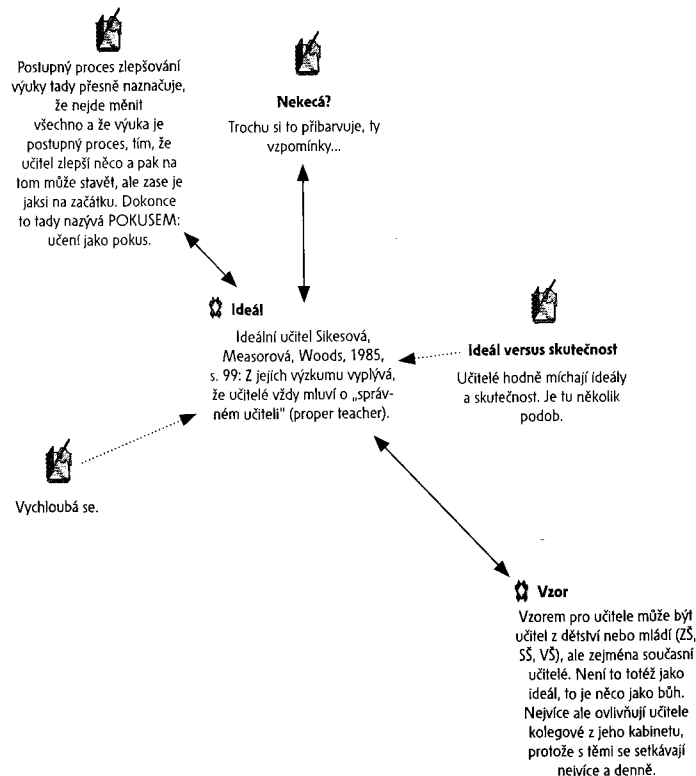 Postupný proces zlepšování
výuky tady přesně naznačuje,
že nejde měnit
všechno a že výuka je
postupný proces, tím, že
učitel zlepší něco a pak na
tom může stavět, ale zase je
jaksi na začátku. Dokonce
to tady nazývá POKUSEM:
učení jako pokus.
Nekecá?
Trochu si to přibarvuje, ty
vzpomínky...
Ideál
Ideální učitel Sikesová,
Measorová, Woods, 1985,
s. 99: Z jejich výzkumu vyplývá,
že učitelé vždy mluví o „správ-
ném učiteli" (proper teacher).
Ideál versus skutečnost
Učitelé hodně míchají ideály
a skutečnost. Je tu několik
podob.
Vychloubá se.
Vzor
Vzorem pro učitele může být
učitel z dětství nebo mládí (ZŠ,
SŠ, VŠ), ale zejména současní
učitelé. Není to totéž jako
ideál, to je něco jako bůh.
Nejvíce ale ovlivňují učitele
kolegové z jeho kabinetu,
protože s těmi se setkávají
nejvíce a denně.